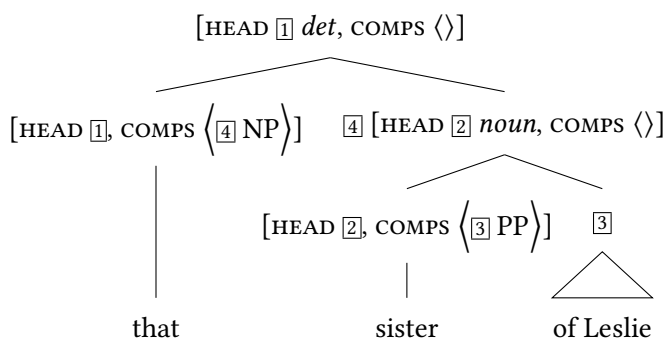 [HEAD 1 det, COMPS ⟨⟩]
[HEAD 1, COMPS ⟨4 NP⟩] 4 [HEAD 2 noun, COMPS ⟨⟩]
[HEAD 2, COMPS ⟨3 PP⟩] 3
that sister of Leslie